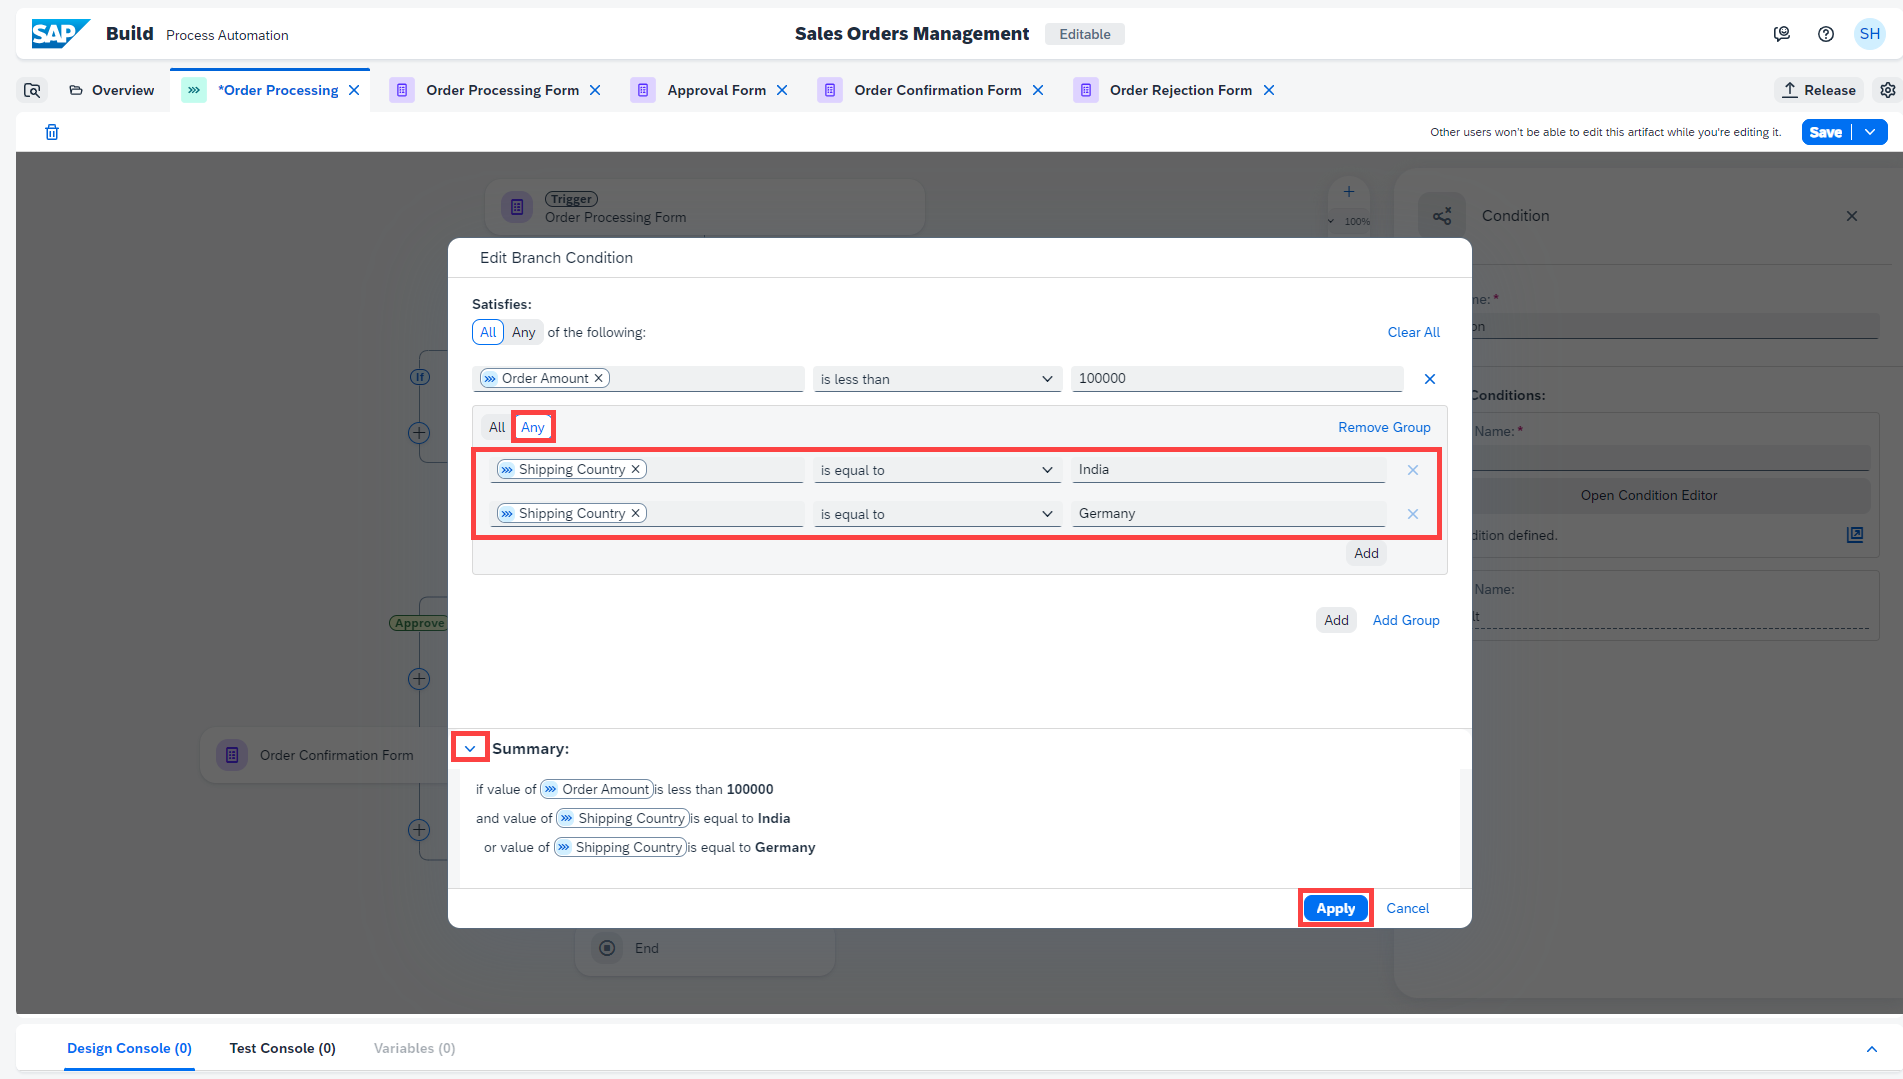 SAP Build Process Automation
Sales Orders Management Editable
SH
Overview
*Order Processing
Order Processing Form
Approval Form
Order Confirmation Form
Order Rejection Form
Release
Other users won't be able to edit this artifact while you're editing it.
Save
Trigger
Order Processing Form
100%
Condition
Edit Branch Condition
Satisfies:
All Any of the following:
Clear All
Order Amount is less than 100000
All Any Remove Group
Shipping Country is equal to India
Shipping Country is equal to Germany
Add
Add Add Group
Summary:
if value of Order Amount is less than 100000
and value of Shipping Country is equal to India
or value of Shipping Country is equal to Germany
Apply Cancel
If
Approve
Order Confirmation Form
End
me: *
on
Conditions:
Name: *
Open Condition Editor
dition defined.
Name:
lt
Design Console (0) Test Console (0) Variables (0)